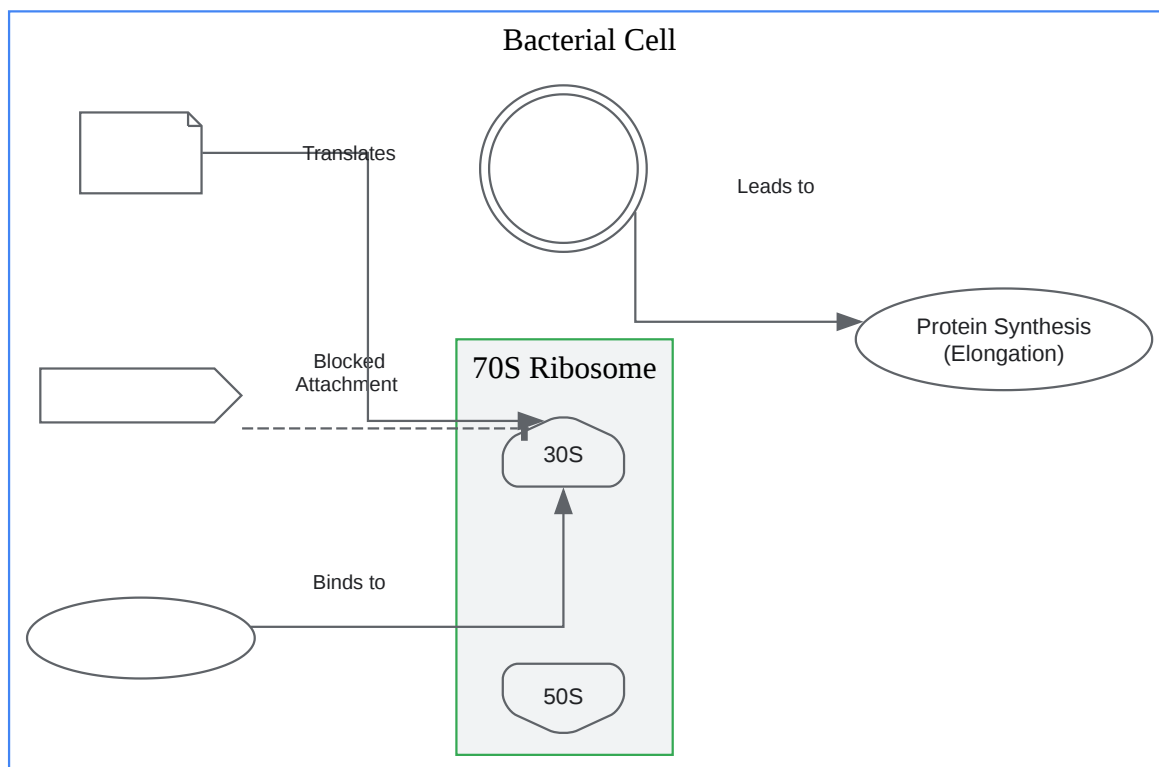 Bacterial Cell
Translates
Leads to
Protein Synthesis
(Elongation)
Blocked
Attachment
70S Ribosome
30S
Binds to
50S